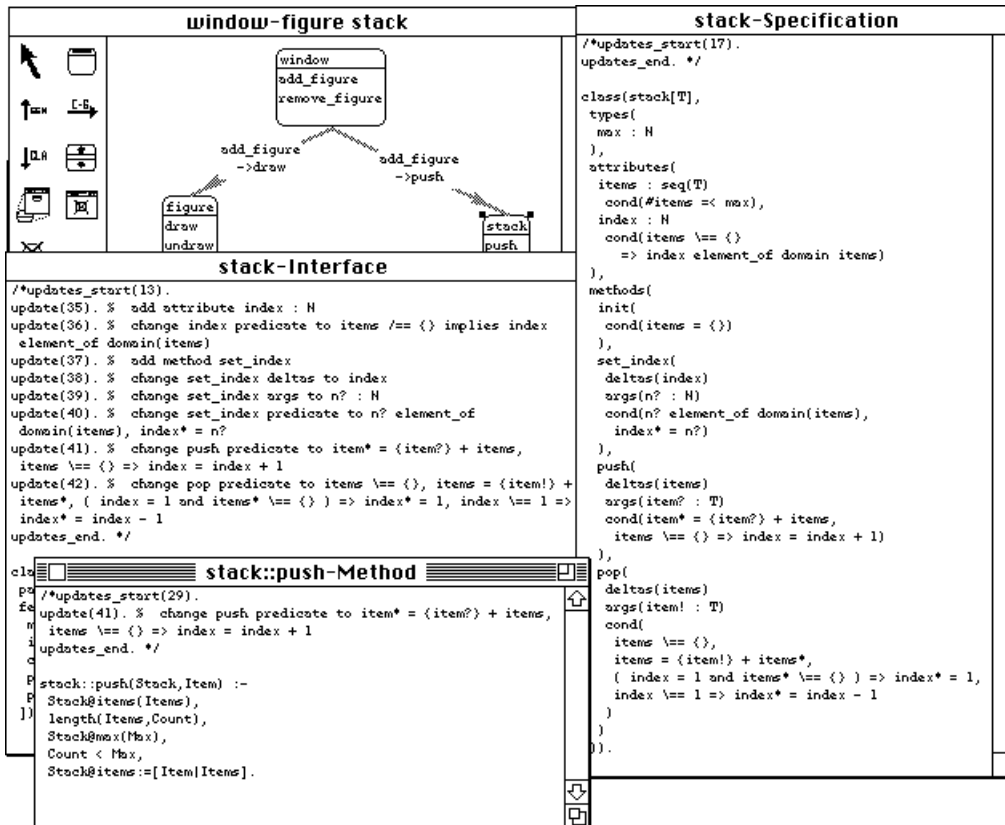 window-figure stack
GEN
C-S
CLA
window
add_figure
remove_figure
add_figure
->draw
add_figure
->push
figure
draw
undraw
stack
push
stack-Interface
/*updates_start(13).
update(35). %  add attribute index : N
update(36). %  change index predicate to items /== {} implies index
element_of domain(items)
update(37). %  add method set_index
update(38). %  change set_index deltas to index
update(39). %  change set_index args to n? : N
update(40). %  change set_index predicate to n? element_of
domain(items), index* = n?
update(41). %  change push predicate to item* = {item?} + items,
items \== {} => index = index + 1
update(42). %  change pop predicate to items \== {}, items = {item!} +
items*, ( index = 1 and items* \== {} ) => index* = 1, index \== 1 =>
index* = index - 1
updates_end. */
cla
pa
fe
m
i
c
p
p
])
stack::push-Method
/*updates_start(29).
update(41). %  change push predicate to item* = {item?} + items,
items \== {} => index = index + 1
updates_end. */
stack::push(Stack,Item) :-
Stack@items(Items),
length(Items,Count),
Stack@max(Max),
Count < Max,
Stack@items:=[Item|Items].
stack-Specification
/*updates_start(17).
updates_end. */
class(stack[T],
types(
max : N
),
attributes(
items : seq(T)
cond(#items =< max),
index : N
cond(items \== {}
=> index element_of domain items)
),
methods(
init(
cond(items = {})
),
set_index(
deltas(index)
args(n? : N)
cond(n? element_of domain(items),
index* = n?)
),
push(
deltas(items)
args(item? : T)
cond(item* = {item?} + items,
items \== {} => index = index + 1)
),
pop(
deltas(items)
args(item! : T)
cond(
items \== {},
items = {item!} + items*,
( index = 1 and items* \== {} ) => index* = 1,
index \== 1 => index* = index - 1
)
)
)).